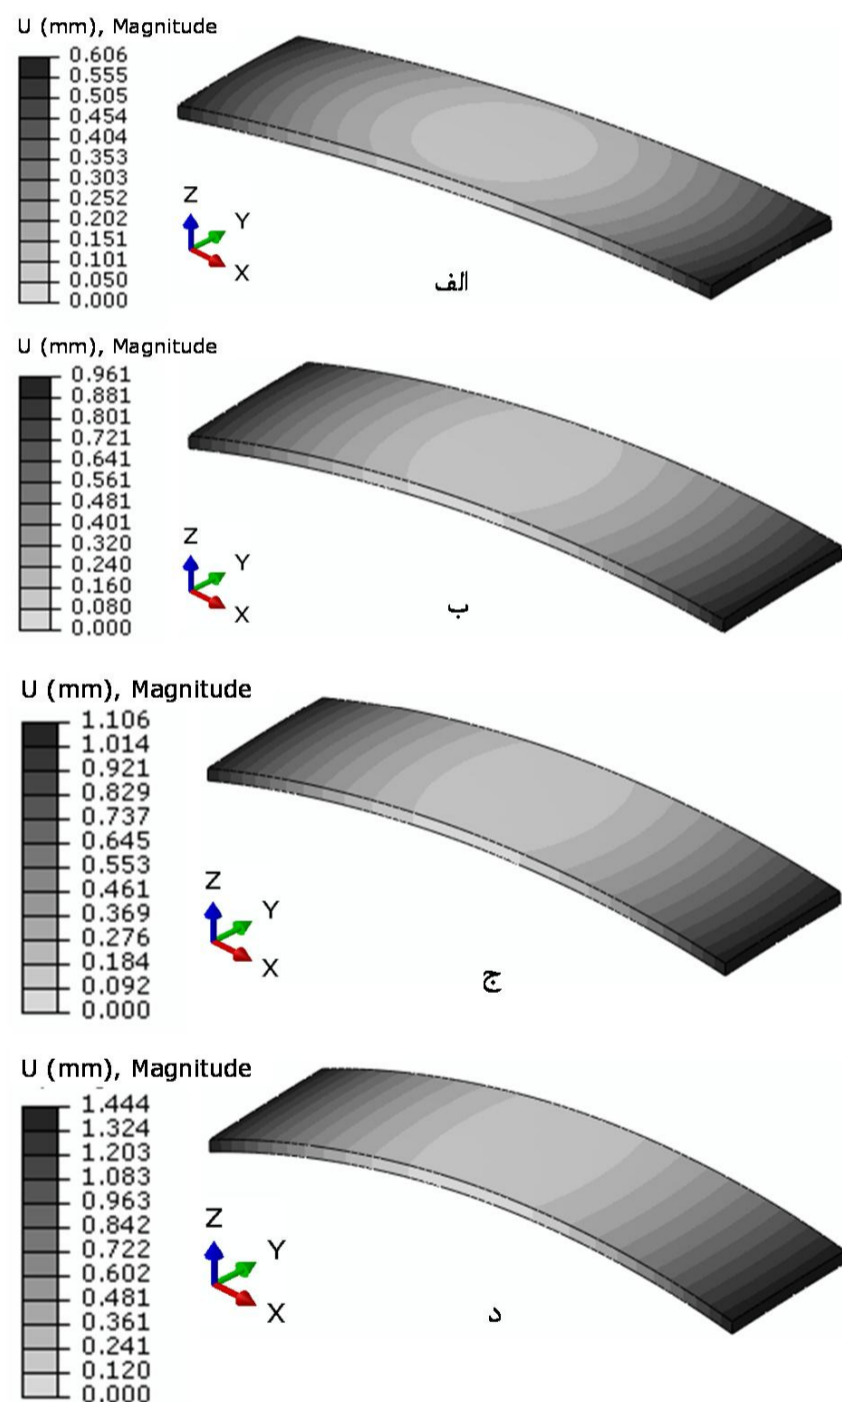 U (mm), Magnitude
0.606
0.555
0.505
0.454
0.404
0.353
0.303
0.252
0.202
0.151
0.101
0.050
0.000
Z
Y
X
الف
U (mm), Magnitude
0.961
0.881
0.801
0.721
0.641
0.561
0.481
0.401
0.320
0.240
0.160
0.080
0.000
Z
Y
X
ب
U (mm), Magnitude
1.106
1.014
0.921
0.829
0.737
0.645
0.553
0.461
0.369
0.276
0.184
0.092
0.000
Z
Y
X
ج
U (mm), Magnitude
1.444
1.324
1.203
1.083
0.963
0.842
0.722
0.602
0.481
0.361
0.241
0.120
0.000
Z
Y
X
د